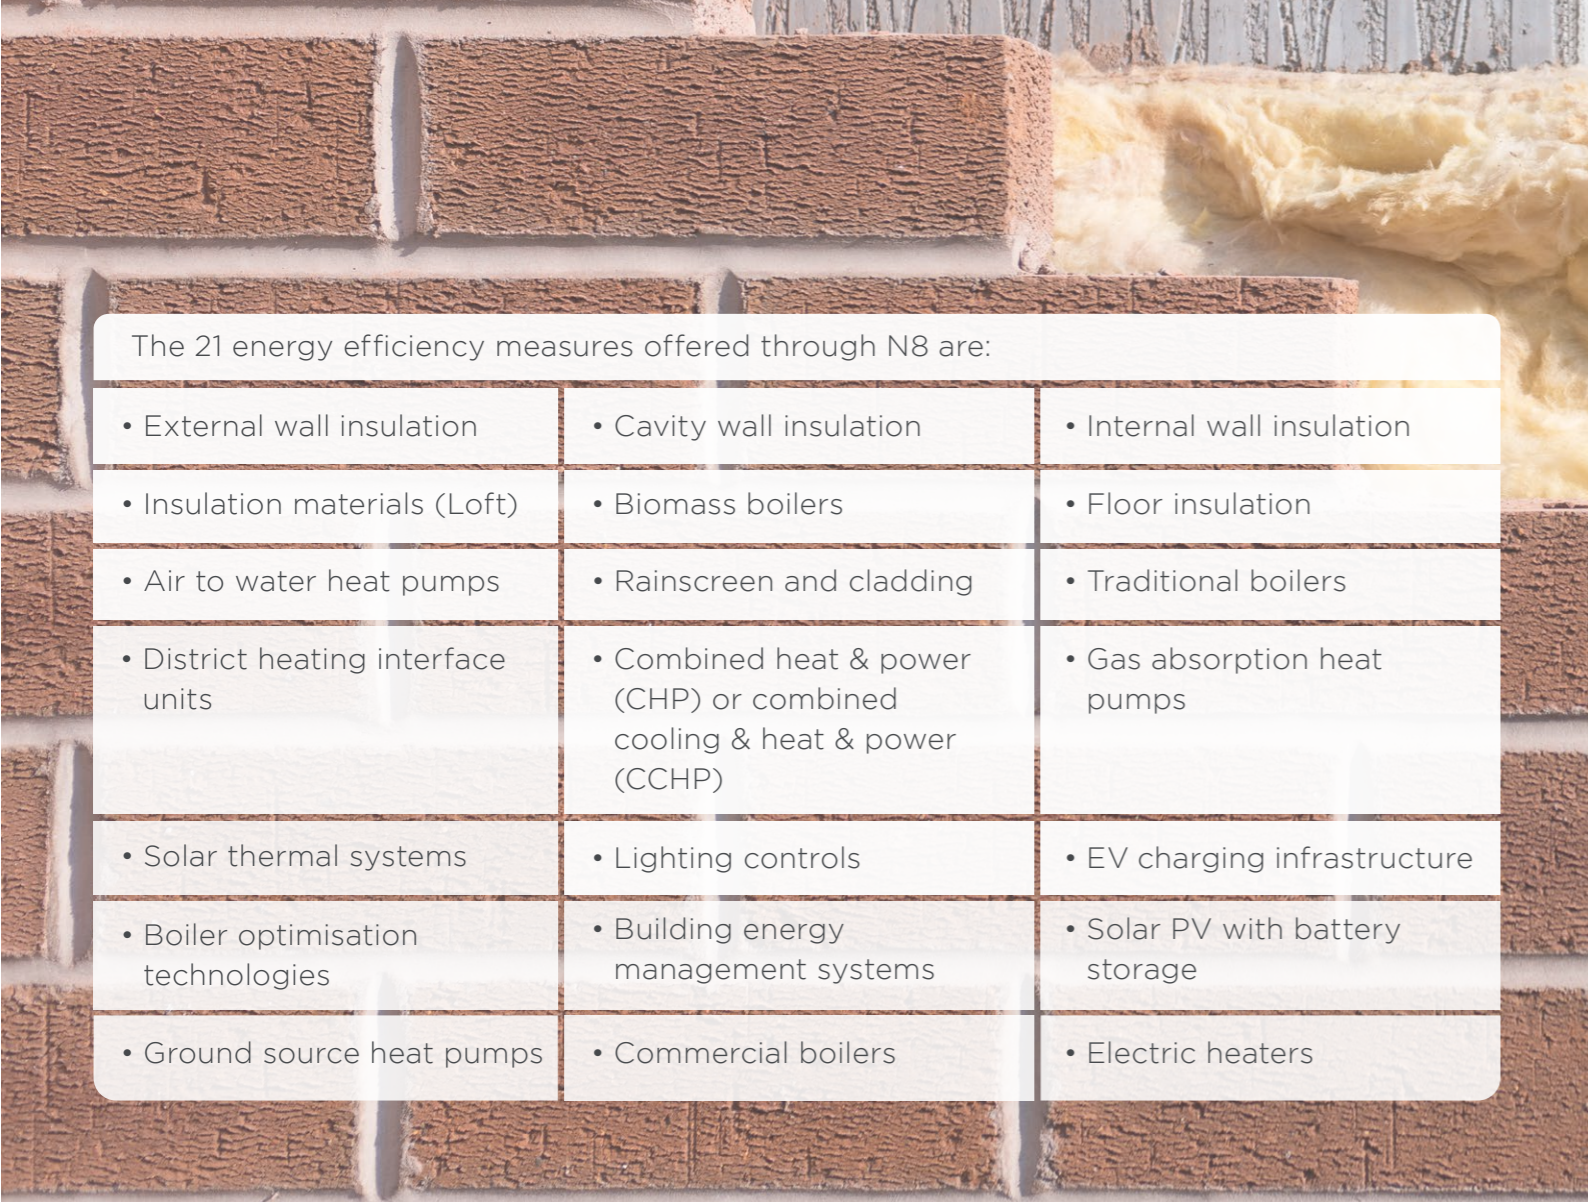 The 21 energy efficiency measures offered through N8 are:
• External wall insulation
• Cavity wall insulation
• Internal wall insulation
• Insulation materials (Loft)
• Biomass boilers
• Floor insulation
• Air to water heat pumps
• Rainscreen and cladding
• Traditional boilers
• District heating interface
units
• Combined heat & power
(CHP) or combined
cooling & heat & power
(CCHP)
• Gas absorption heat
pumps
• Solar thermal systems
• Lighting controls
• EV charging infrastructure
• Boiler optimisation
technologies
• Building energy
management systems
• Solar PV with battery
storage
• Ground source heat pumps
• Commercial boilers
• Electric heaters